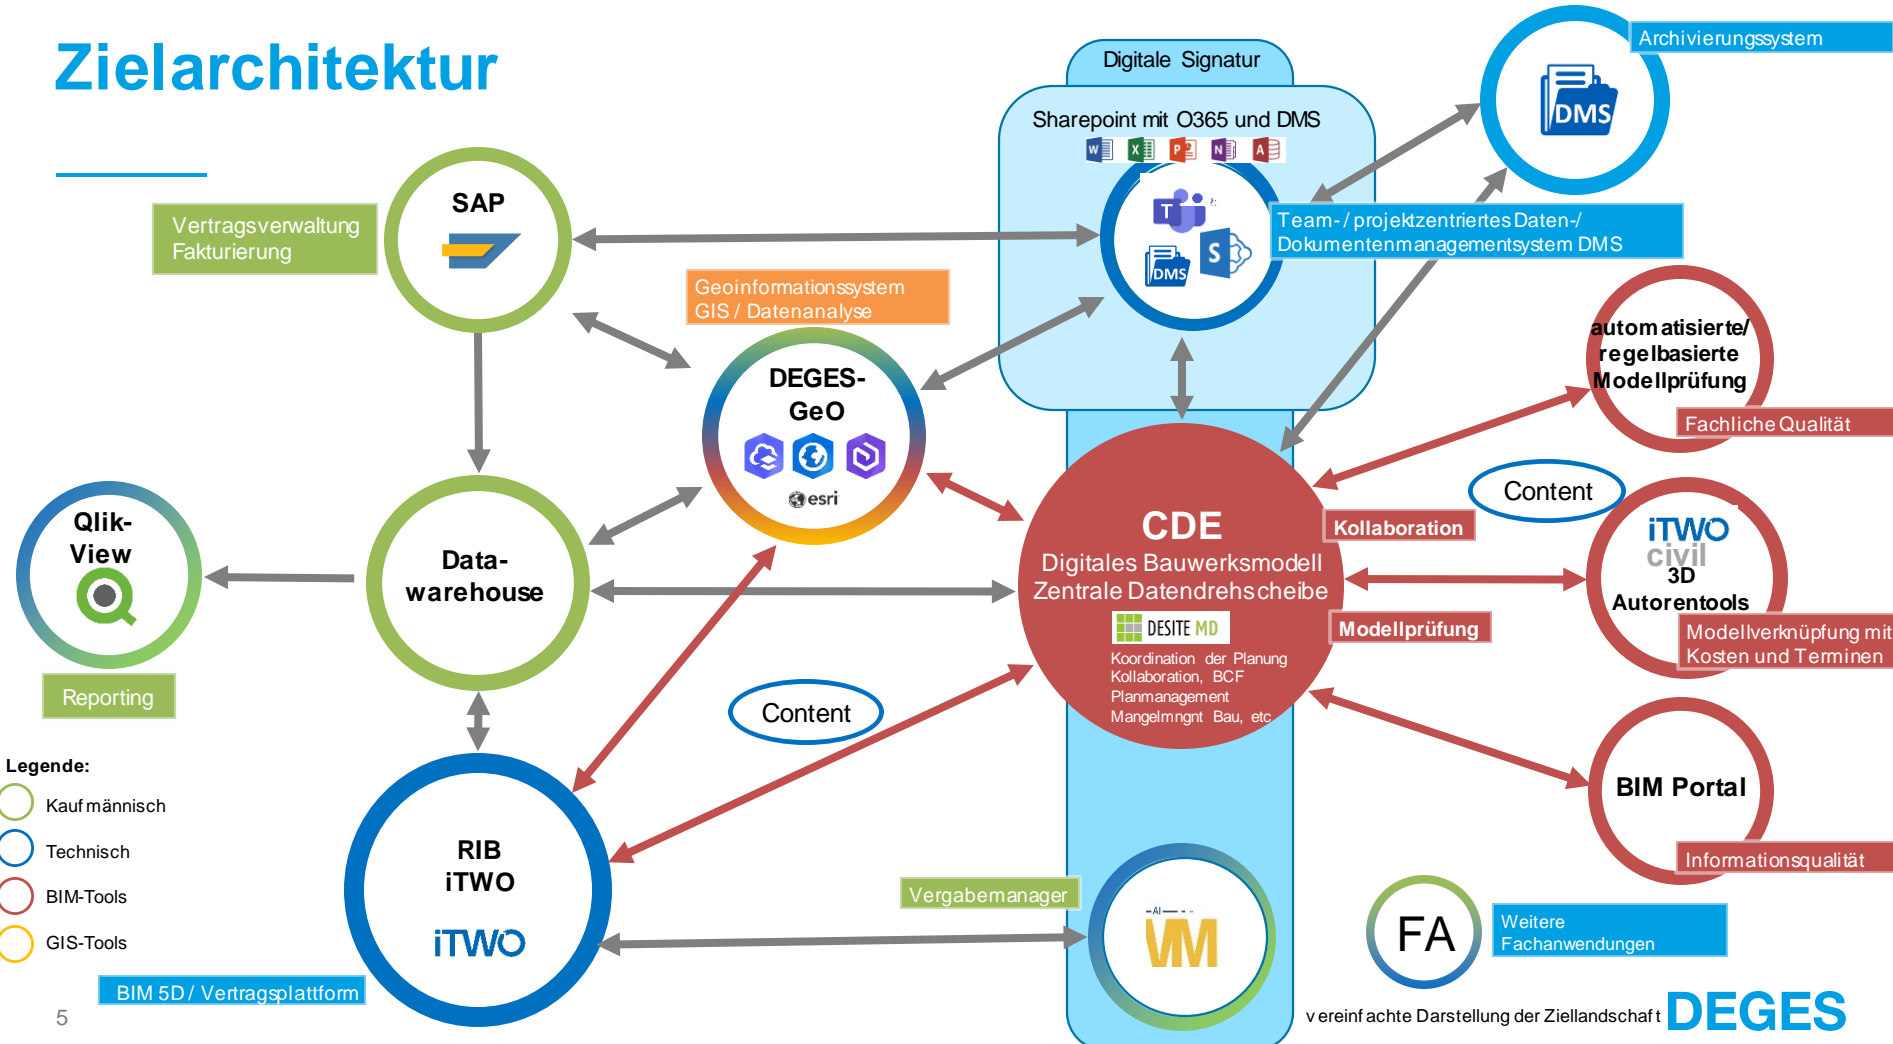 Zielarchitektur
Digitale Signatur
Sharepoint mit O365 und DMS
W X P N A
T
S
DMS
Archivierungssystem
DMS
Team- / projektzentriertes Daten-/
Dokumentenmanagementsystem DMS
SAP
Vertragsverwaltung
Fakturierung
Geoinformationssystem
GIS / Datenanalyse
DEGES-
GeO
esri
automatisierte/
regelbasierte
Modellprüfung
Fachliche Qualität
Content
Qlik-
View
Reporting
Data-
warehouse
CDE
Digitales Bauwerksmodell
Zentrale Datendrehscheibe
DESITE MD
Koordination der Planung
Kollaboration, BCF
Planmanagement
Mangelmngnt Bau, etc
Kollaboration
Modellprüfung
iTWO
civil
3D
Autorentools
Modellverknüpfung mit
Kosten und Terminen
Content
BIM Portal
Informationsqualität
Legende:
Kaufmännisch
Technisch
BIM-Tools
GIS-Tools
RIB
iTWO
iTWO
BIM 5D / Vertragsplattform
Vergabemanager
AI
VM
FA
Weitere
Fachanwendungen
5
vereinfachte Darstellung der Ziellandschaft
DEGES